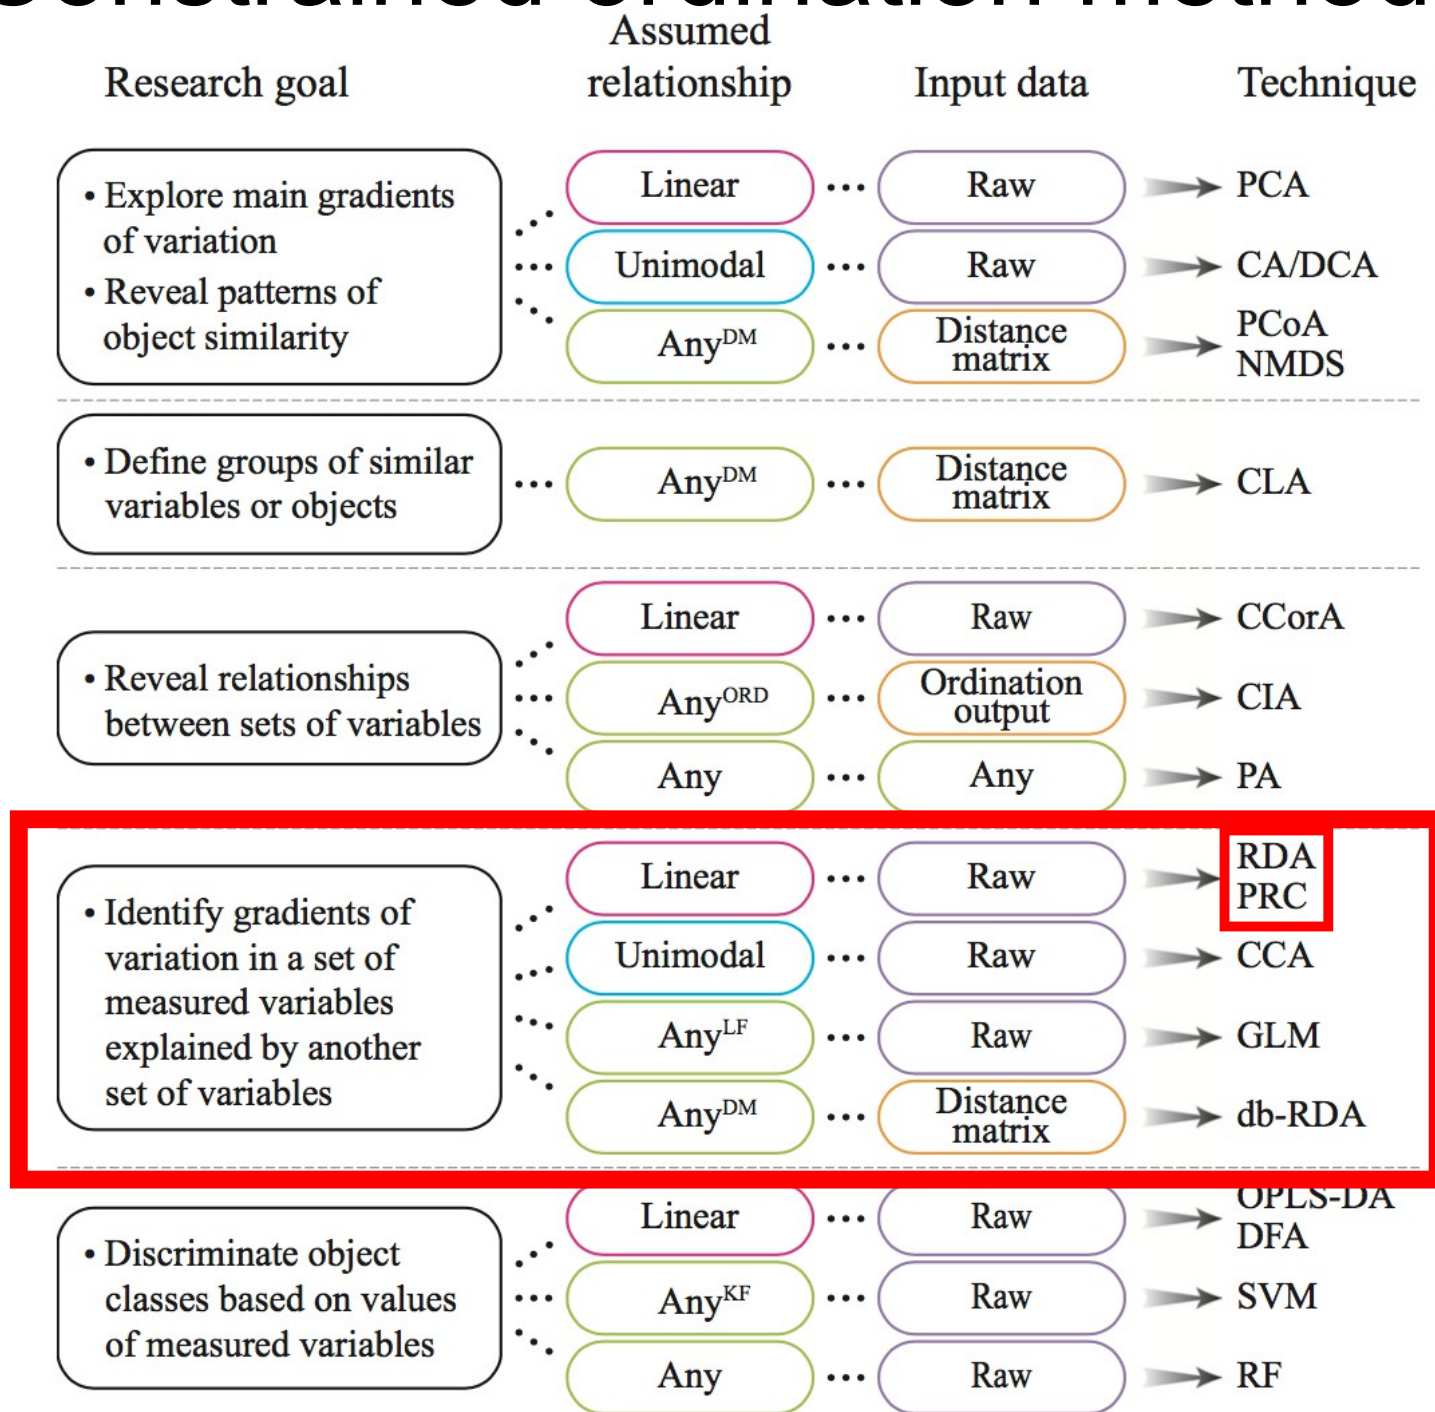 Constrained ordination method
Research goal
Assumed
relationship
Input data
Technique
• Explore main gradients
of variation
• Reveal patterns of
object similarity
Linear ••• Raw PCA
Unimodal ••• Raw CA/DCA
AnyDM ••• Distance
matrix
PCoA
NMDS
• Define groups of similar
variables or objects
AnyDM ••• Distance
matrix
CLA
• Reveal relationships
between sets of variables
Linear ••• Raw CCorA
AnyORD ••• Ordination
output
CIA
Any ••• Any PA
• Identify gradients of
variation in a set of
measured variables
explained by another
set of variables
Linear ••• Raw
RDA
PRC
Unimodal ••• Raw CCA
AnyLF ••• Raw GLM
AnyDM ••• Distance
matrix
db-RDA
• Discriminate object
classes based on values
of measured variables
Linear ••• Raw
OPLS-DA
DFA
AnyKF ••• Raw SVM
Any ••• Raw RF